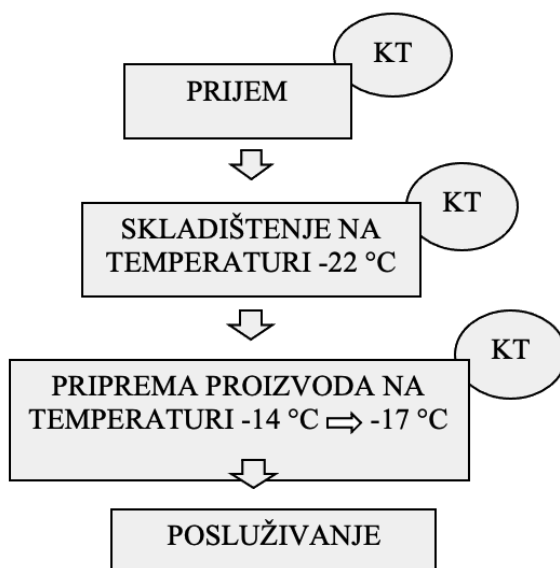 KT
PRIJEM
KT
SKLADIŠTENJE NA
TEMPERATURI -22 °C
KT
PRIPREMA PROIZVODA NA
TEMPERATURI -14 °C ⇨ -17 °C
POSLUŽIVANJE